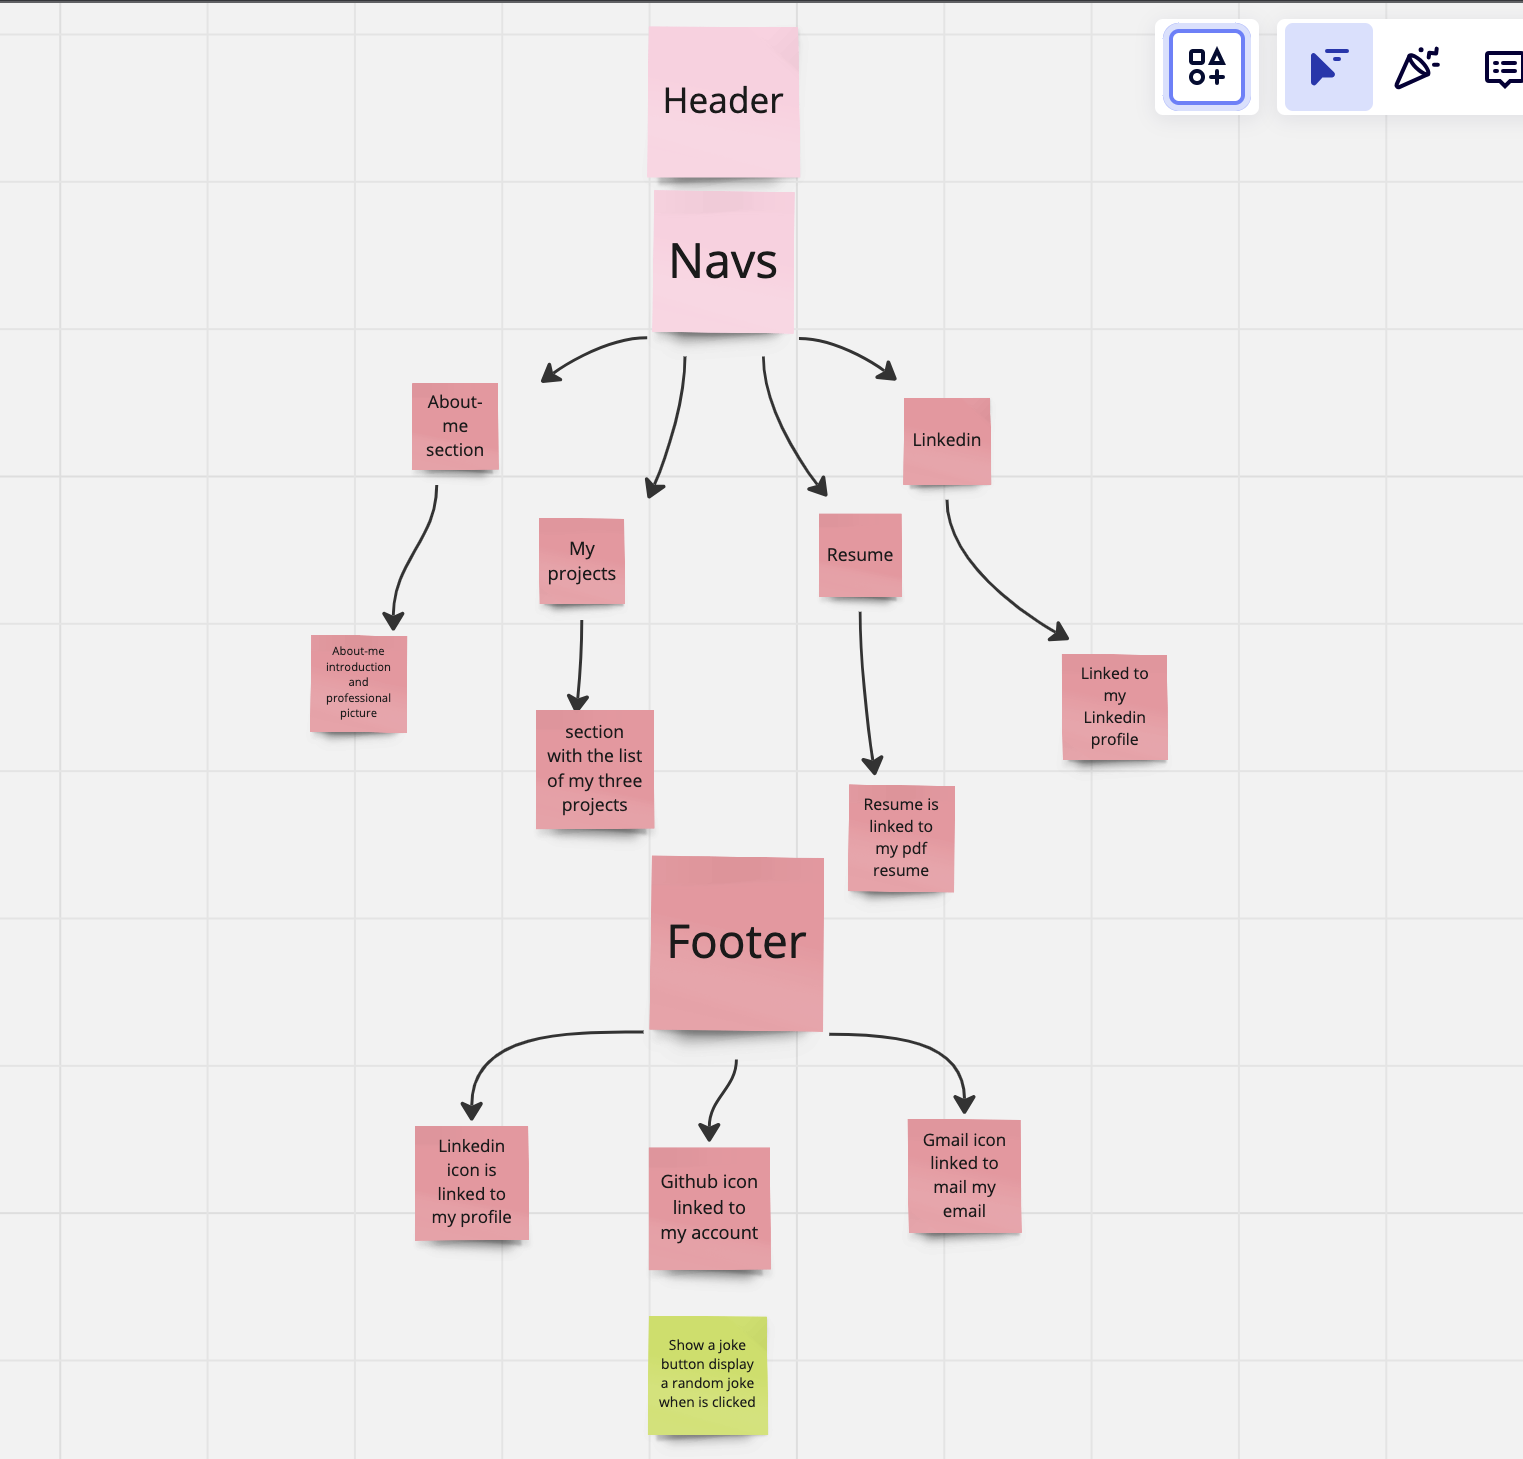 Header
Navs
About-
me
section
Linkedin
My
projects
Resume
About-me
introduction
and
professional
picture
Linked to
my
Linkedin
profile
section
with the list
of my three
projects
Resume is
linked to
my pdf
resume
Footer
Linkedin
icon is
linked to
my profile
Github icon
linked to
my account
Gmail icon
linked to
mail my
email
Show a joke
button display
a random joke
when is clicked